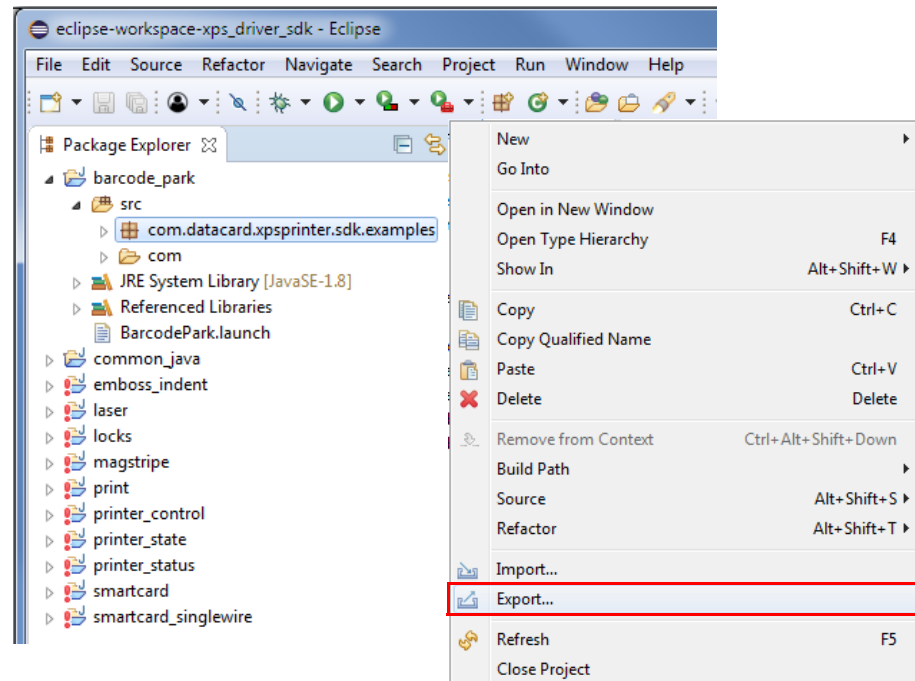 eclipse-workspace-xps_driver_sdk - Eclipse
File Edit Source Refactor Navigate Search Project Run Window Help
Package Explorer
barcode_park
src
com.datacard.xpsprinter.sdk.examples
com
JRE System Library [JavaSE-1.8]
Referenced Libraries
BarcodePark.launch
common_java
emboss_indent
laser
locks
magstripe
print
printer_control
printer_state
printer_status
smartcard
smartcard_singlewire
New
Go Into
Open in New Window
Open Type Hierarchy F4
Show In Alt+Shift+W
Copy Ctrl+C
Copy Qualified Name
Paste Ctrl+V
Delete Delete
Remove from Context Ctrl+Alt+Shift+Down
Build Path
Source Alt+Shift+S
Refactor Alt+Shift+T
Import...
Export...
Refresh F5
Close Project